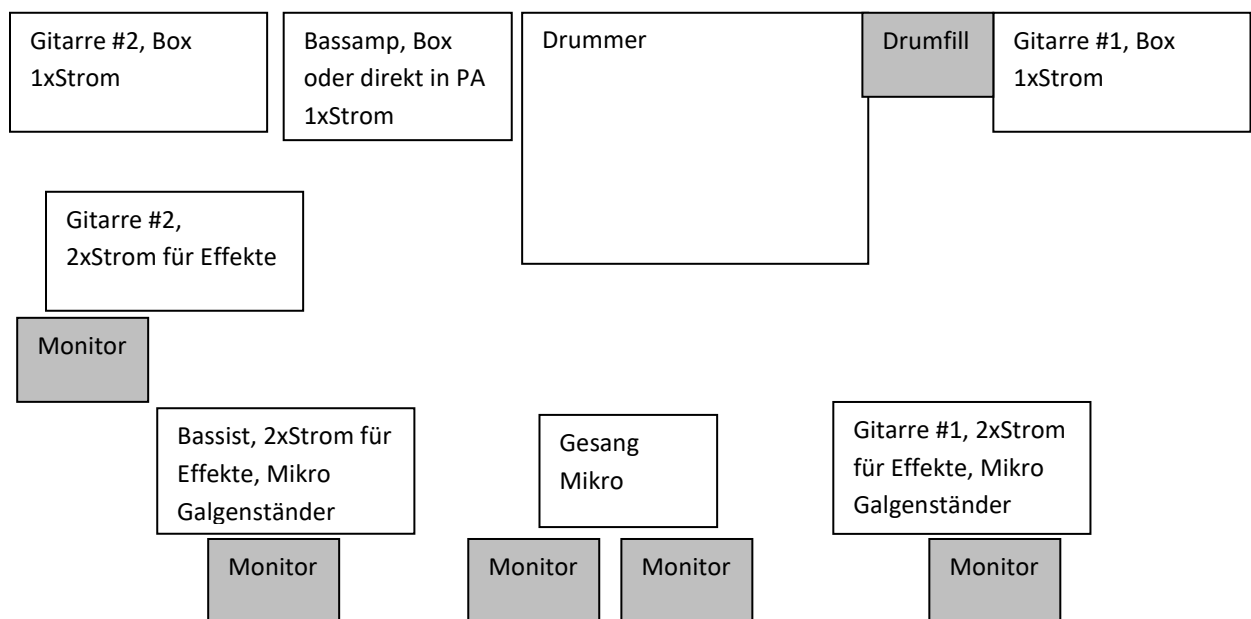 Gitarre #2, Box
1xStrom
Bassamp, Box
oder direkt in PA
1xStrom
Drummer
Drumfill
Gitarre #1, Box
1xStrom
Gitarre #2,
2xStrom für Effekte
Monitor
Bassist, 2xStrom für
Effekte, Mikro
Galgenständer
Gesang
Mikro
Gitarre #1, 2xStrom
für Effekte, Mikro
Galgenständer
Monitor
Monitor
Monitor
Monitor